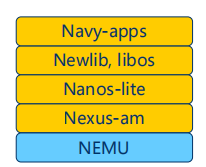 Navy-apps
Newlib, libos
Nanos-lite
Nexus-am
NEMU